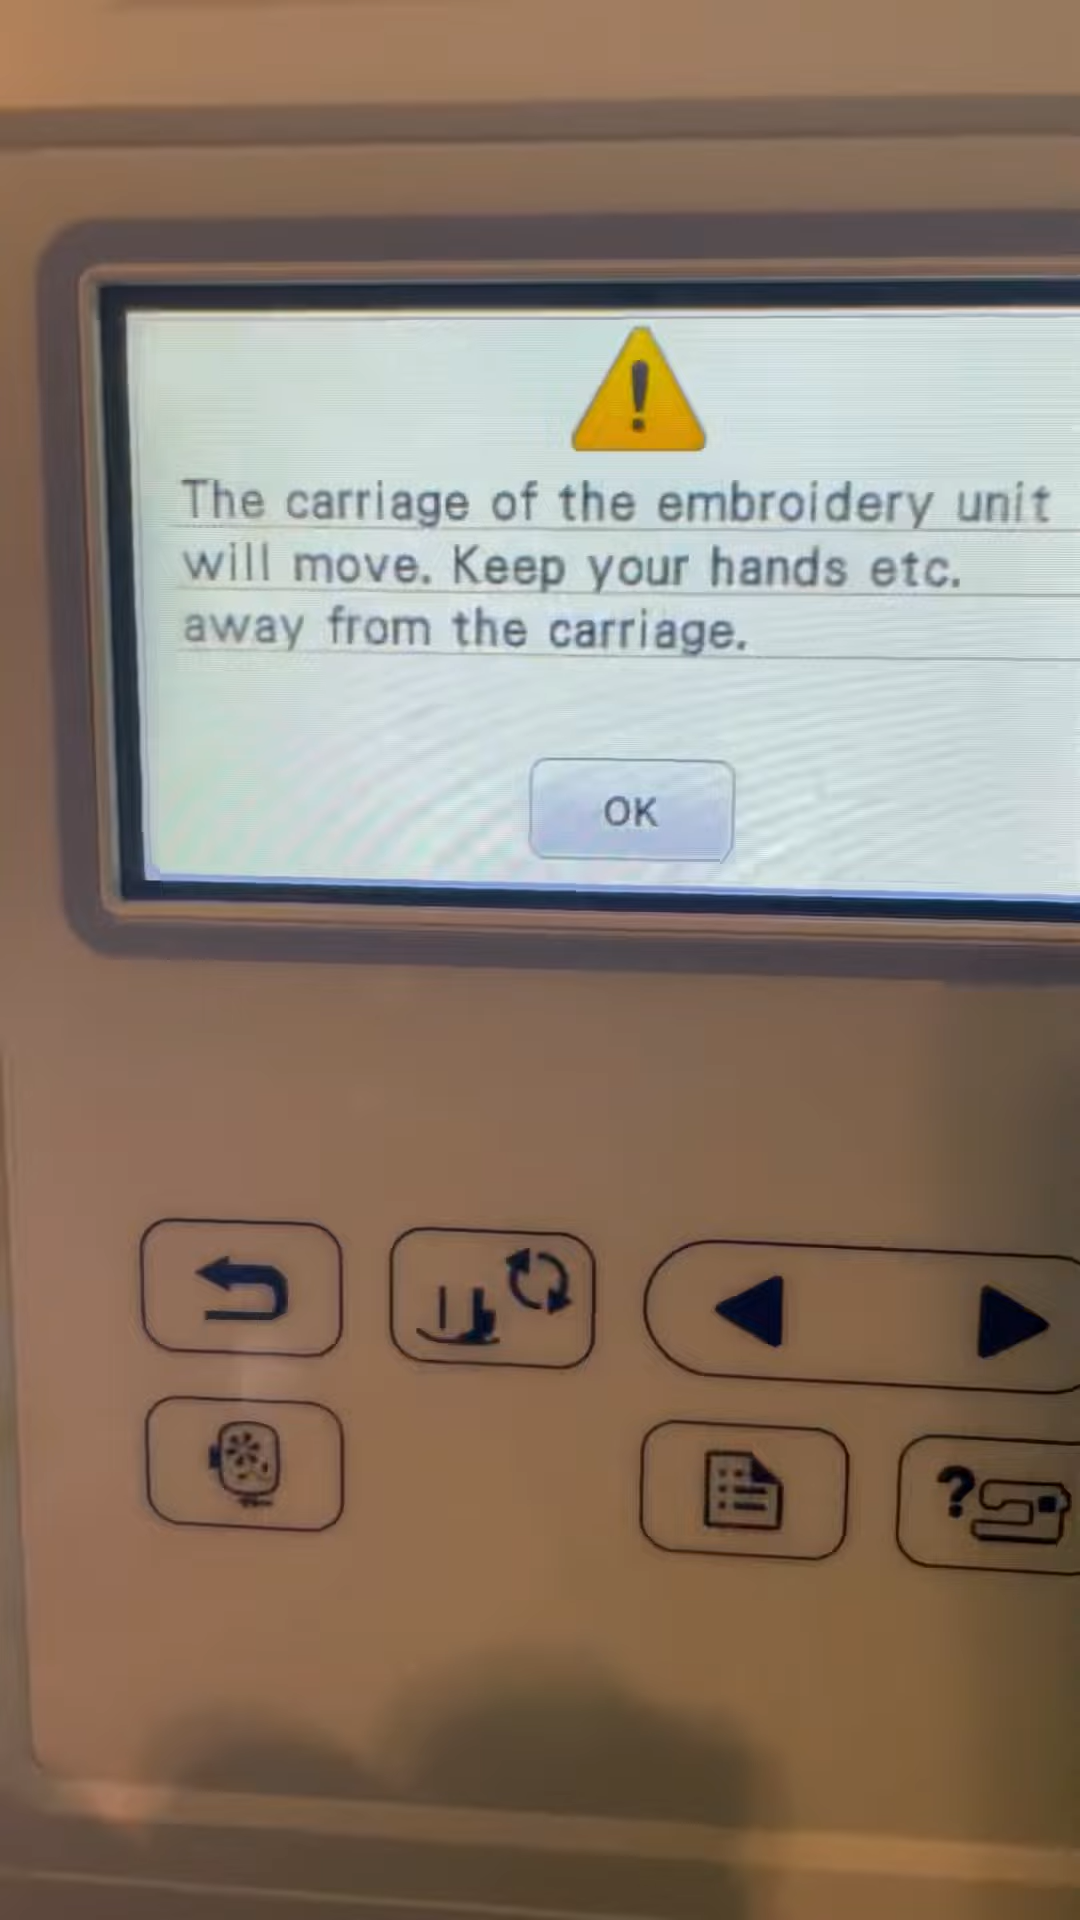 The carriage of the embroidery unit
will move. Keep your hands etc.
away from the carriage.
OK